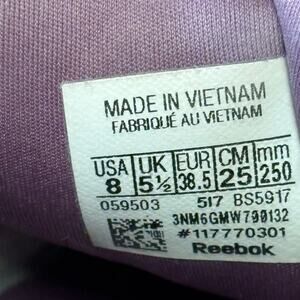 MADE IN VIETNAM
FABRIQUÉ AU VIETNAM
USA UK EUR CM mm
8 5½ 38.5 25 250
059503 517 BS5917
3NM6GMW790132
#117770301
Reebok